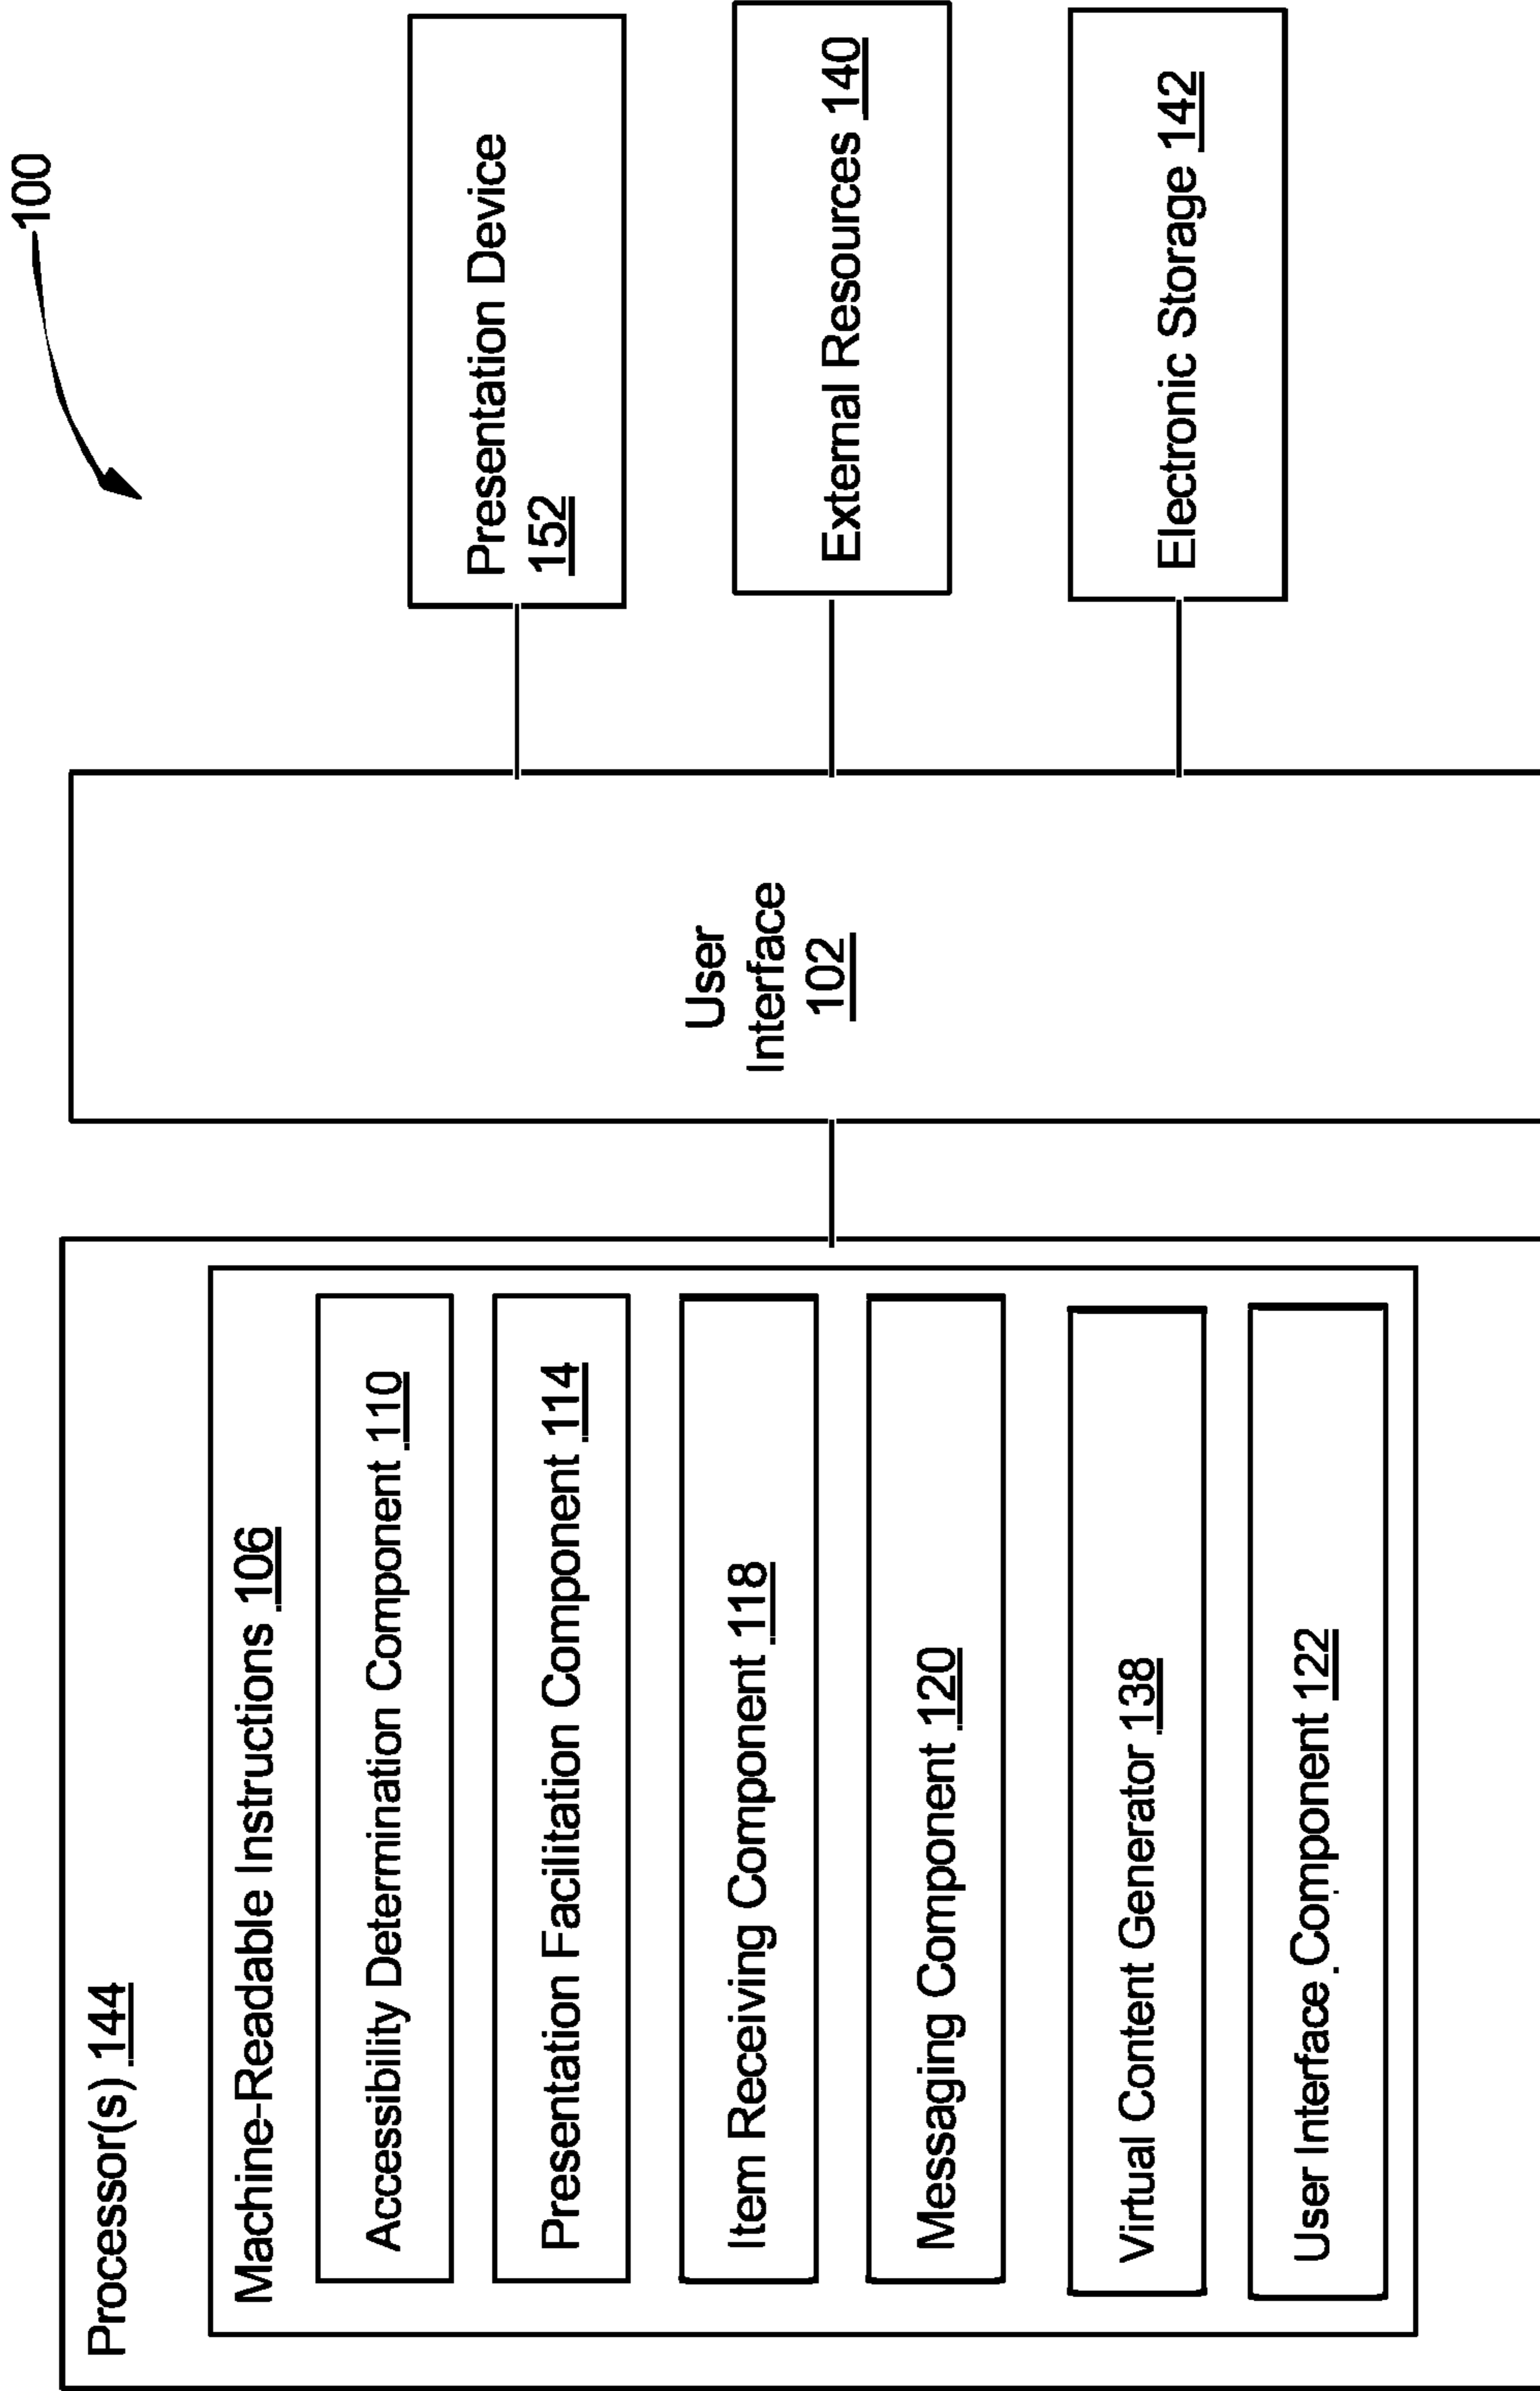 100
Processor(s) 144
Machine-Readable Instructions 106
Accessibility Determination Component 110
Presentation Facilitation Component 114
Item Receiving Component 118
Messaging Component 120
Virtual Content Generator 138
User Interface Component 122
User
Interface
102
Presentation Device
152
External Resources 140
Electronic Storage 142